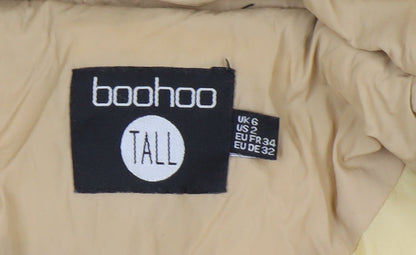 boohoo
TALL
UK 6
US 2
EU FR 34
EU DE 32